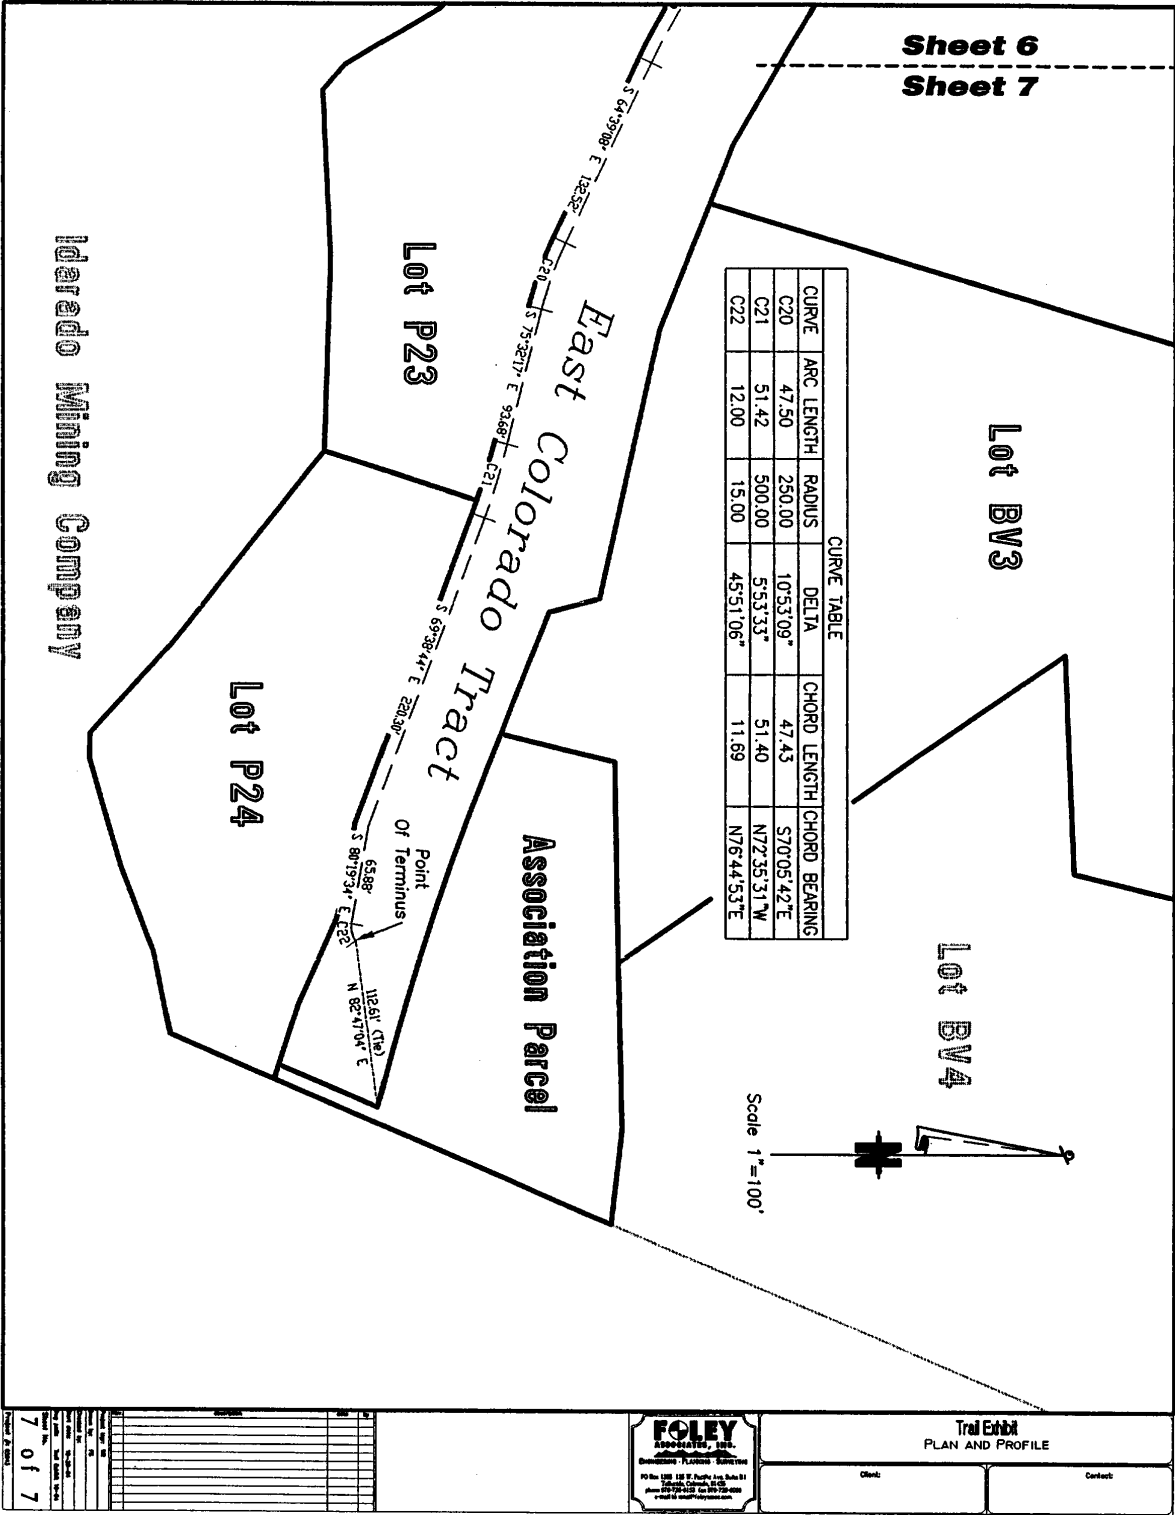 Sheet 6
Sheet 7
Lot BV3
Lot BV4
Lot P23
Lot P24
Idarado Mining Company
East Colorado Tract
Association Parcel
CURVE TABLE
CURVE ARC LENGTH RADIUS DELTA CHORD LENGTH CHORD BEARING
C20 47.50 250.00 10°53'09" 47.43 S70°05'42"E
C21 51.42 500.00 5°53'33" 51.40 N72°35'31"W
C22 12.00 15.00 45°51'06" 11.69 N76°44'53"E
S 64°39'08" E 132.52'
C20
S 75°32'17" E 93.68'
C21
S 69°38'44" E 220.30'
65.88'
S 80°19'34" E
C22
Point
Of Terminus
112.61' (Tie)
N 82°47'04" E
Scale 1"=100'
N
Trail Exhibit
PLAN AND PROFILE
Client:
Contact:
FOLEY
ASSOCIATES, INC.
ENGINEERING · PLANNING · SURVEYING
Telluride, Colorado, 81435
7 of 7